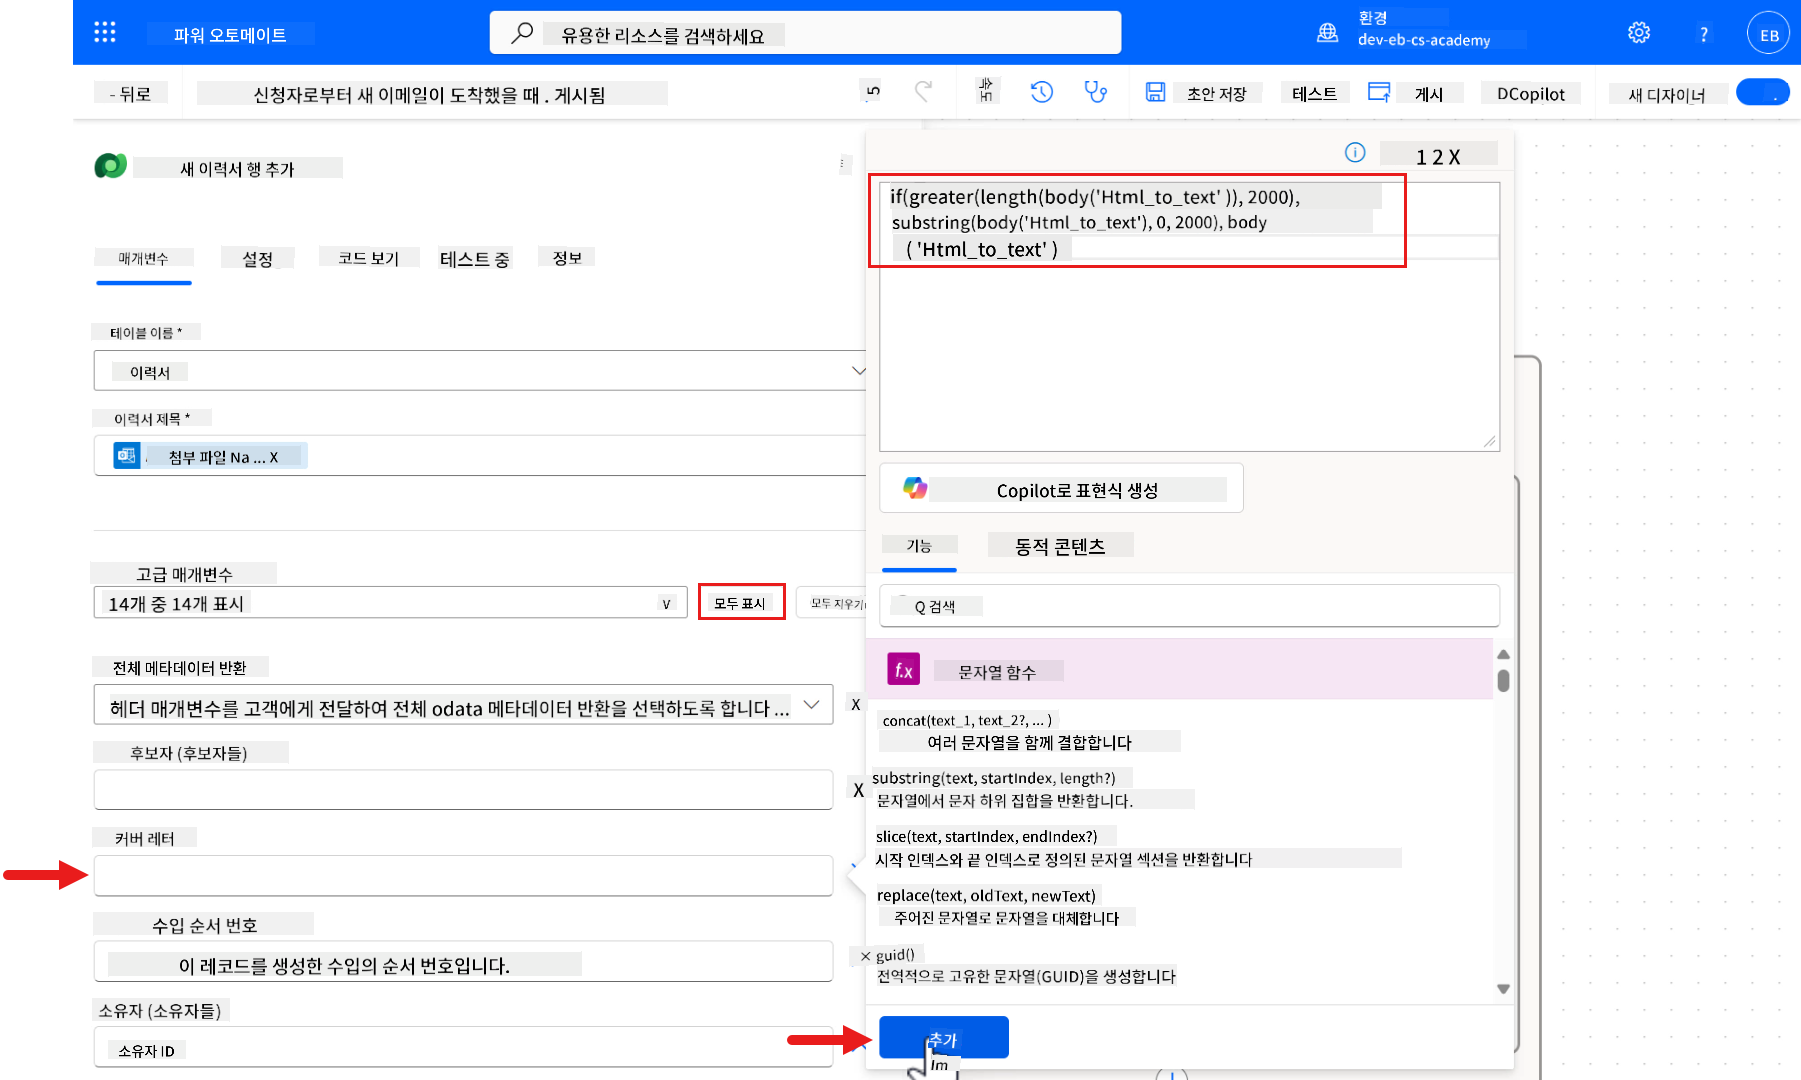 파워 오토메이트
유용한 리소스를 검색하세요
환경
dev-eb-cs-academy
?
EB
- 뒤로
신청자로부터 새 이메일이 도착했을 때 . 게시됨
초안 저장
테스트
게시
DCopilot
새 디자이너
새 이력서 행 추가
매개변수
설정
코드 보기
테스트 중
정보
테이블 이름 *
이력서
이력서 제목 *
첨부 파일 Na ... X
고급 매개변수
14개 중 14개 표시
v
모두 표시
모두 지우기
전체 메타데이터 반환
헤더 매개변수를 고객에게 전달하여 전체 odata 메타데이터 반환을 선택하도록 합니다 ...
X
후보자 (후보자들)
X
커버 레터
수입 순서 번호
이 레코드를 생성한 수입의 순서 번호입니다.
소유자 (소유자들)
소유자 ID
1 2 X
if(greater(length(body('Html_to_text' )), 2000),
substring(body('Html_to_text'), 0, 2000), body
( 'Html_to_text' )
Copilot로 표현식 생성
기능
동적 콘텐츠
Q 검색
f.x
문자열 함수
concat(text_1, text_2?, ... )
여러 문자열을 함께 결합합니다
substring(text, startIndex, length?)
문자열에서 문자 하위 집합을 반환합니다.
slice(text, startIndex, endIndex?)
시작 인덱스와 끝 인덱스로 정의된 문자열 섹션을 반환합니다
replace(text, oldText, newText)
주어진 문자열로 문자열을 대체합니다
× guid()
전역적으로 고유한 문자열(GUID)을 생성합니다
추가
Im